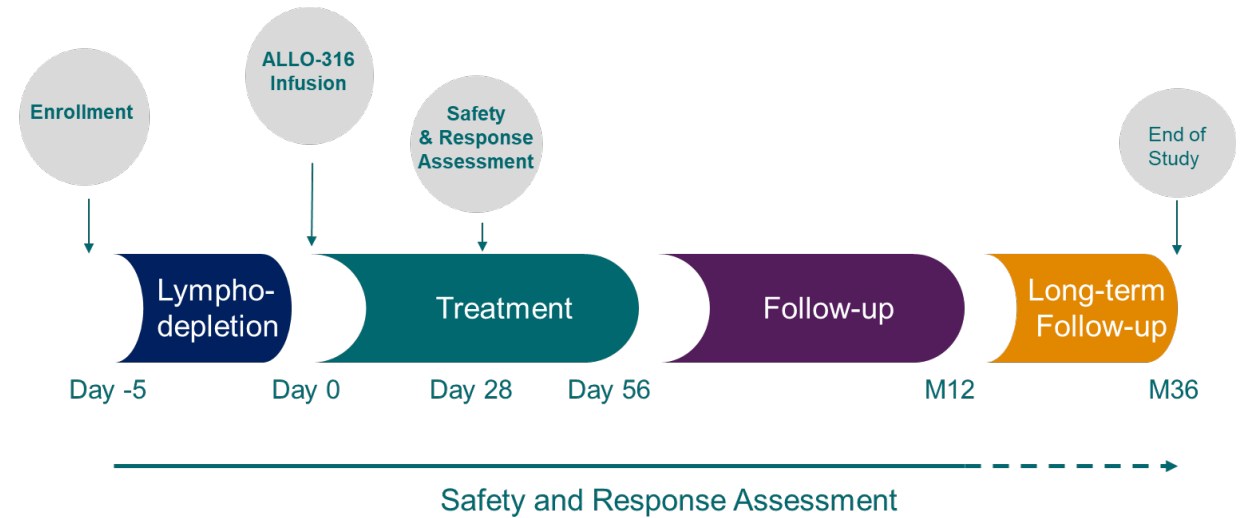 Enrollment
ALLO-316
Infusion
Safety
& Response
Assessment
End of
Study
Lympho-
depletion
Treatment
Follow-up
Long-term
Follow-up
Day -5
Day 0
Day 28
Day 56
M12
M36
Safety and Response Assessment